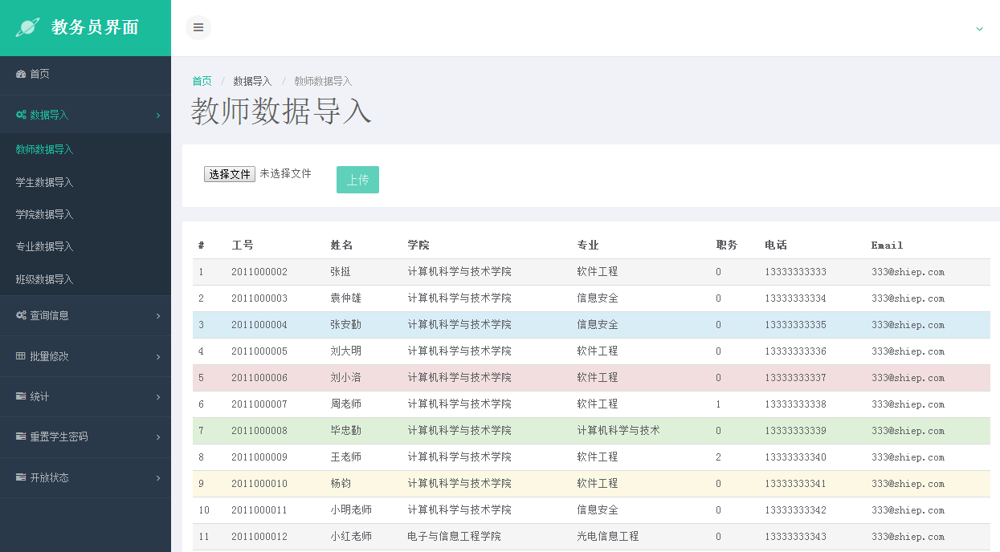 教务员界面
首页
数据导入
教师数据导入
学生数据导入
学院数据导入
专业数据导入
班级数据导入
查询信息
批量修改
统计
重置学生密码
开放状态
首页 / 数据导入 / 教师数据导入
教师数据导入
选择文件 未选择文件 上传
# 工号 姓名 学院 专业 职务 电话 Email
1 2011000002 张挺 计算机科学与技术学院 软件工程 0 13333333333 333@shiep.com
2 2011000003 袁仲雄 计算机科学与技术学院 信息安全 0 13333333334 333@shiep.com
3 2011000004 张安勤 计算机科学与技术学院 信息安全 0 13333333335 333@shiep.com
4 2011000005 刘大明 计算机科学与技术学院 软件工程 0 13333333336 333@shiep.com
5 2011000006 刘小洛 计算机科学与技术学院 软件工程 0 13333333337 333@shiep.com
6 2011000007 周老师 计算机科学与技术学院 软件工程 1 13333333338 333@shiep.com
7 2011000008 毕忠勤 计算机科学与技术学院 计算机科学与技术 0 13333333339 333@shiep.com
8 2011000009 王老师 计算机科学与技术学院 软件工程 2 13333333340 333@shiep.com
9 2011000010 杨钧 计算机科学与技术学院 软件工程 0 13333333341 333@shiep.com
10 2011000011 小明老师 计算机科学与技术学院 信息安全 0 13333333342 333@shiep.com
11 2011000012 小红老师 电子与信息工程学院 光电信息工程 0 13333333343 333@shiep.com